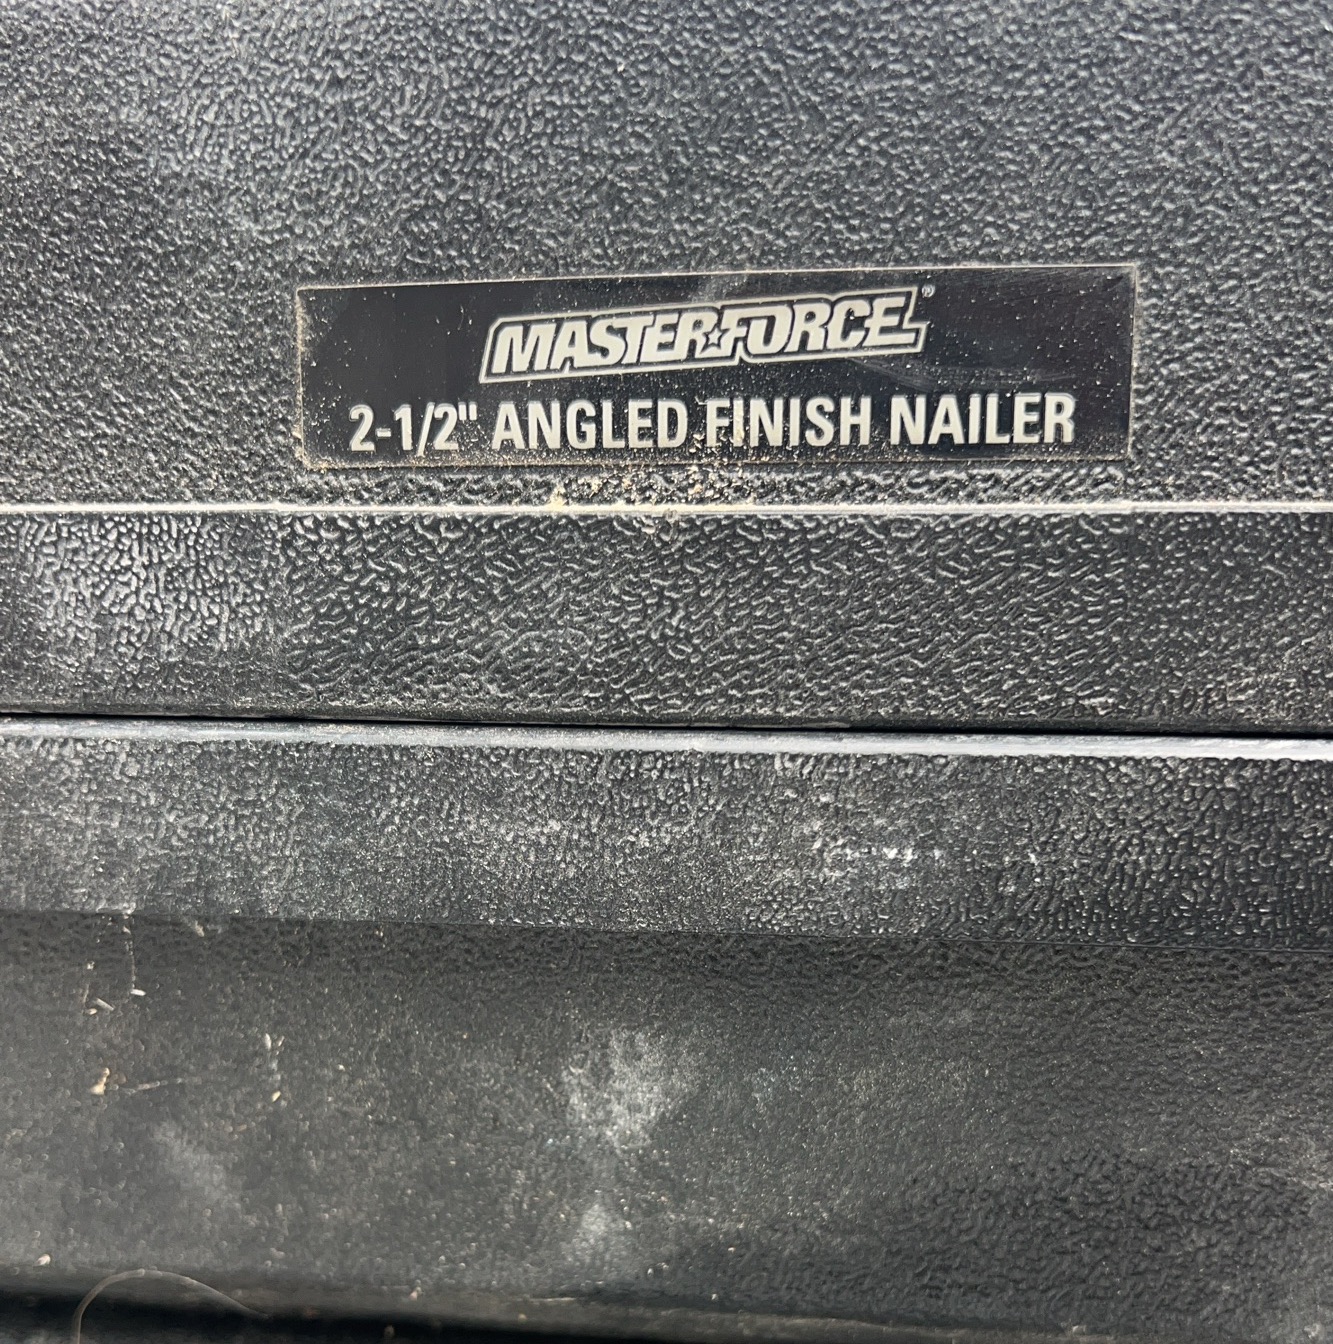 MASTERFORCE®
2-1/2" ANGLED FINISH NAILER